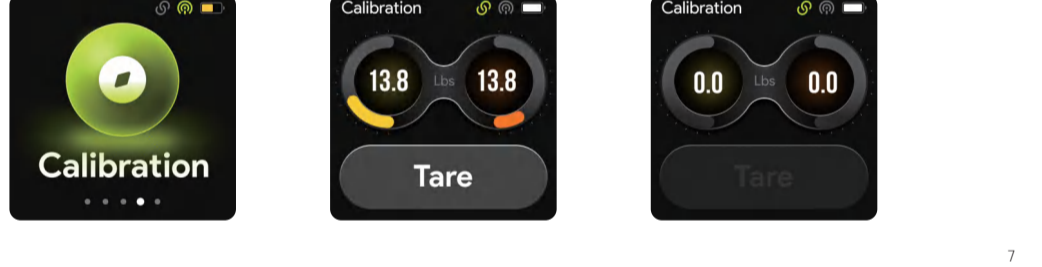 Calibration
Calibration
13.8 Lbs 13.8
Tare
Calibration
0.0 Lbs 0.0
Tare
7